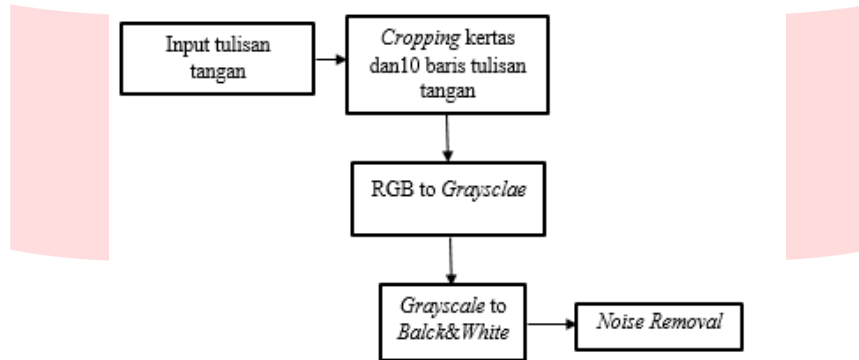 Input tulisan
tangan
Cropping kertas
dan10 baris tulisan
tangan
RGB to Graysclae
Grayscale to
Balck&White
Noise Removal